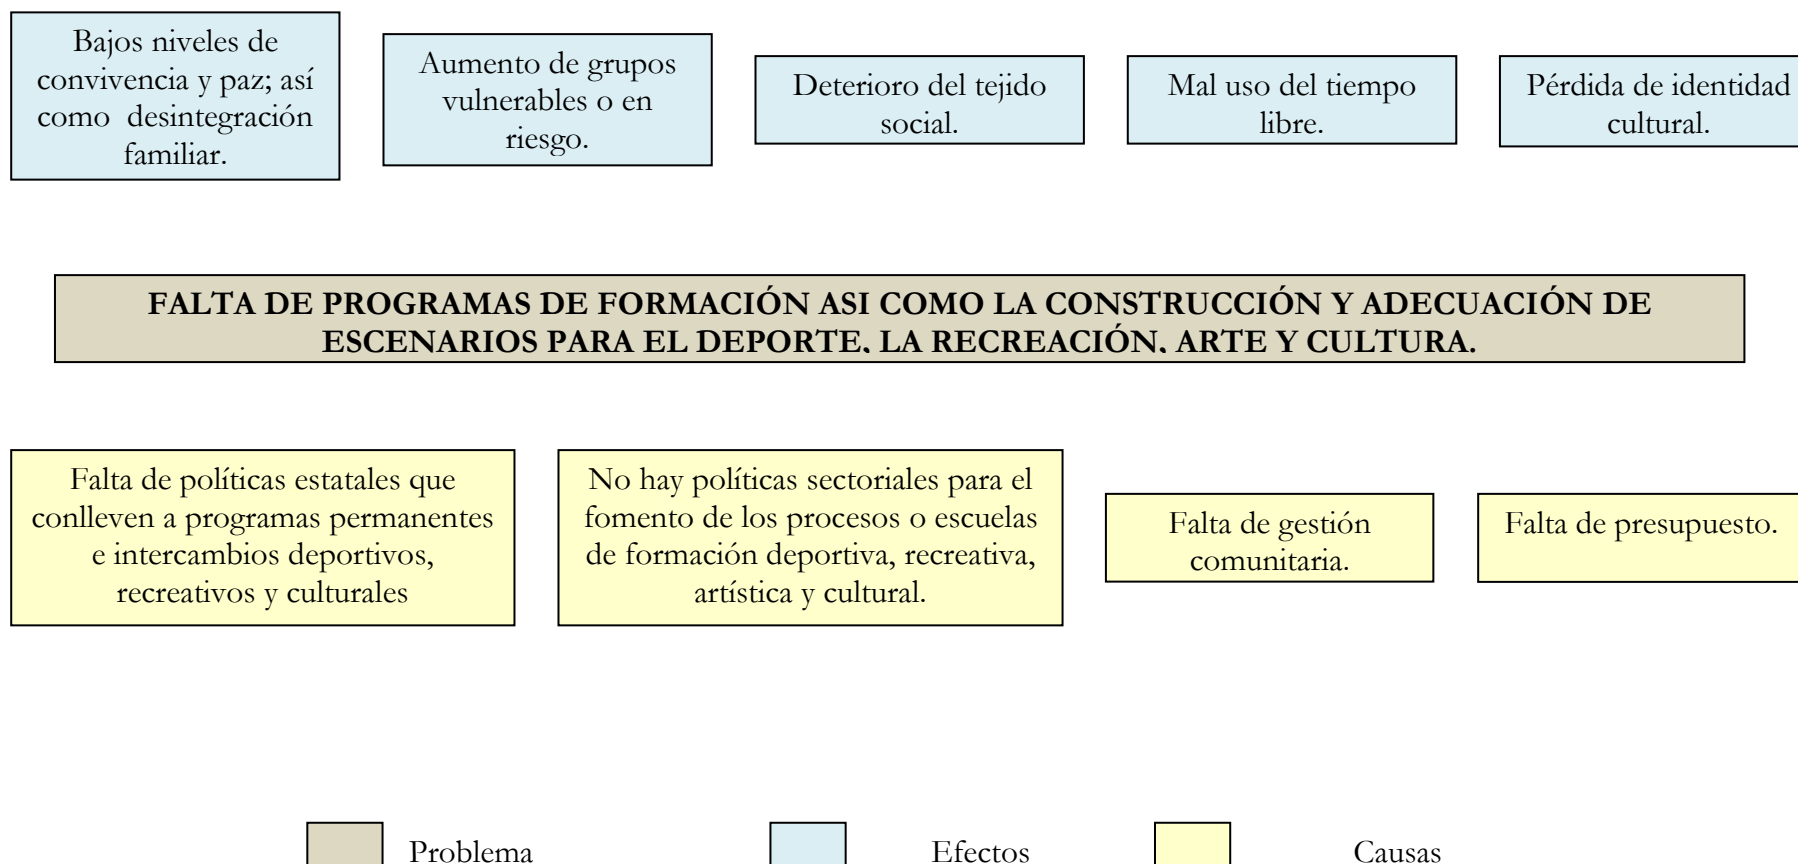 Bajos niveles de
convivencia y paz; así
como desintegración
familiar.
Aumento de grupos
vulnerables o en
riesgo.
Deterioro del tejido
social.
Mal uso del tiempo
libre.
Pérdida de identidad
cultural.
FALTA DE PROGRAMAS DE FORMACIÓN ASI COMO LA CONSTRUCCIÓN Y ADECUACIÓN DE
ESCENARIOS PARA EL DEPORTE, LA RECREACIÓN, ARTE Y CULTURA.
Falta de políticas estatales que
conlleven a programas permanentes
e intercambios deportivos,
recreativos y culturales
No hay políticas sectoriales para el
fomento de los procesos o escuelas
de formación deportiva, recreativa,
artística y cultural.
Falta de gestión
comunitaria.
Falta de presupuesto.
Problema
Efectos
Causas